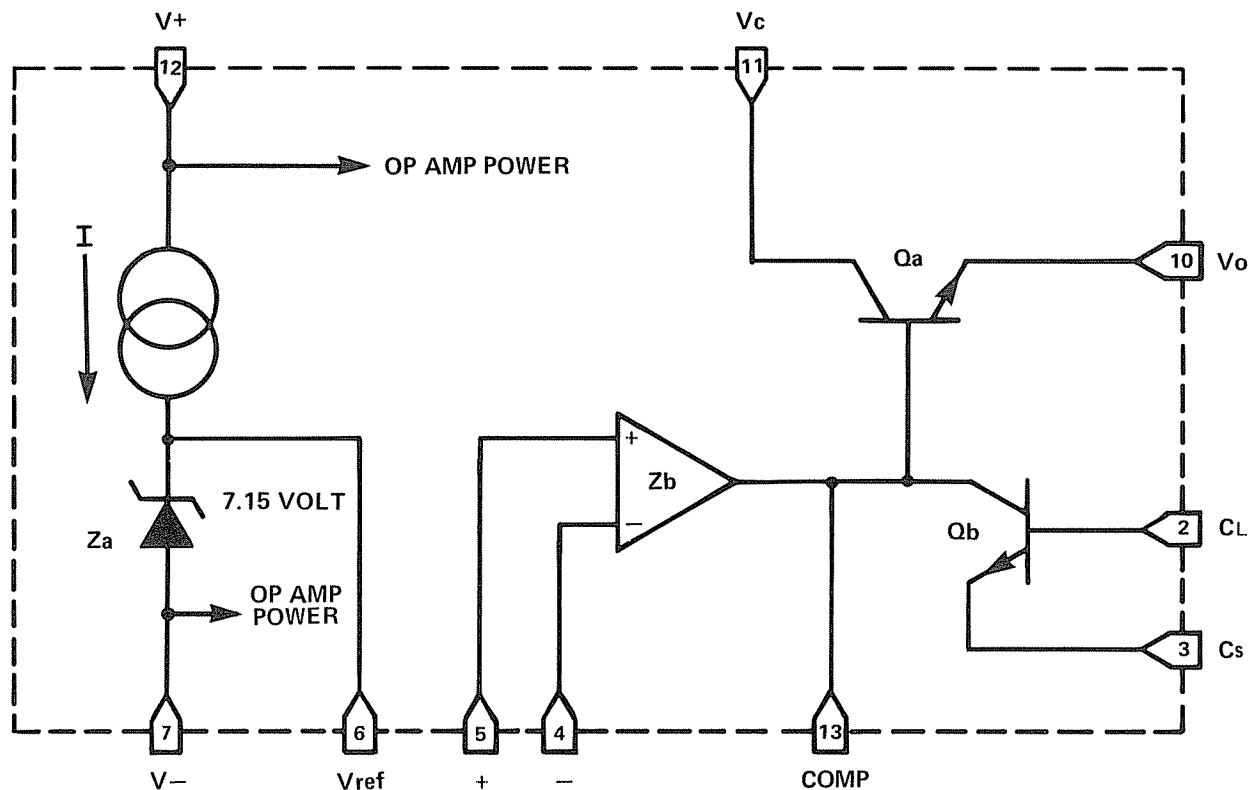 V+
Vc
12
11
OP AMP POWER
I
Qa
10
Vo
+
Zb
7.15 VOLT
−
Qb
2
CL
Za
OP AMP
POWER
3
Cs
7
6
5
4
13
V−
Vref
+
−
COMP